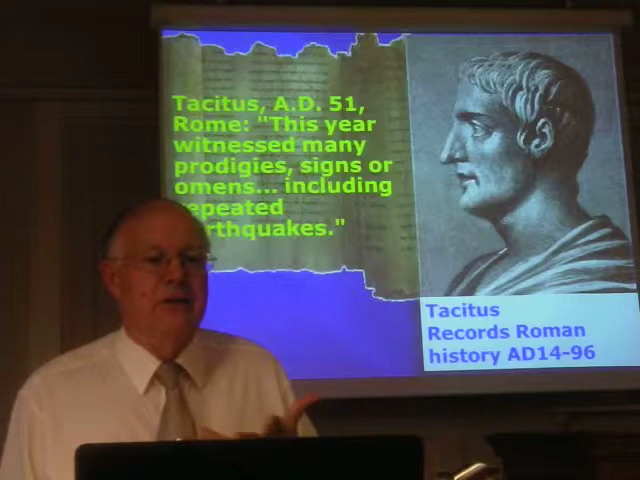 Tacitus, A.D. 51,
Rome: "This year
witnessed many
prodigies, signs or
omens... including
epeated
rthquakes."
Tacitus
Records Roman
history AD14-96